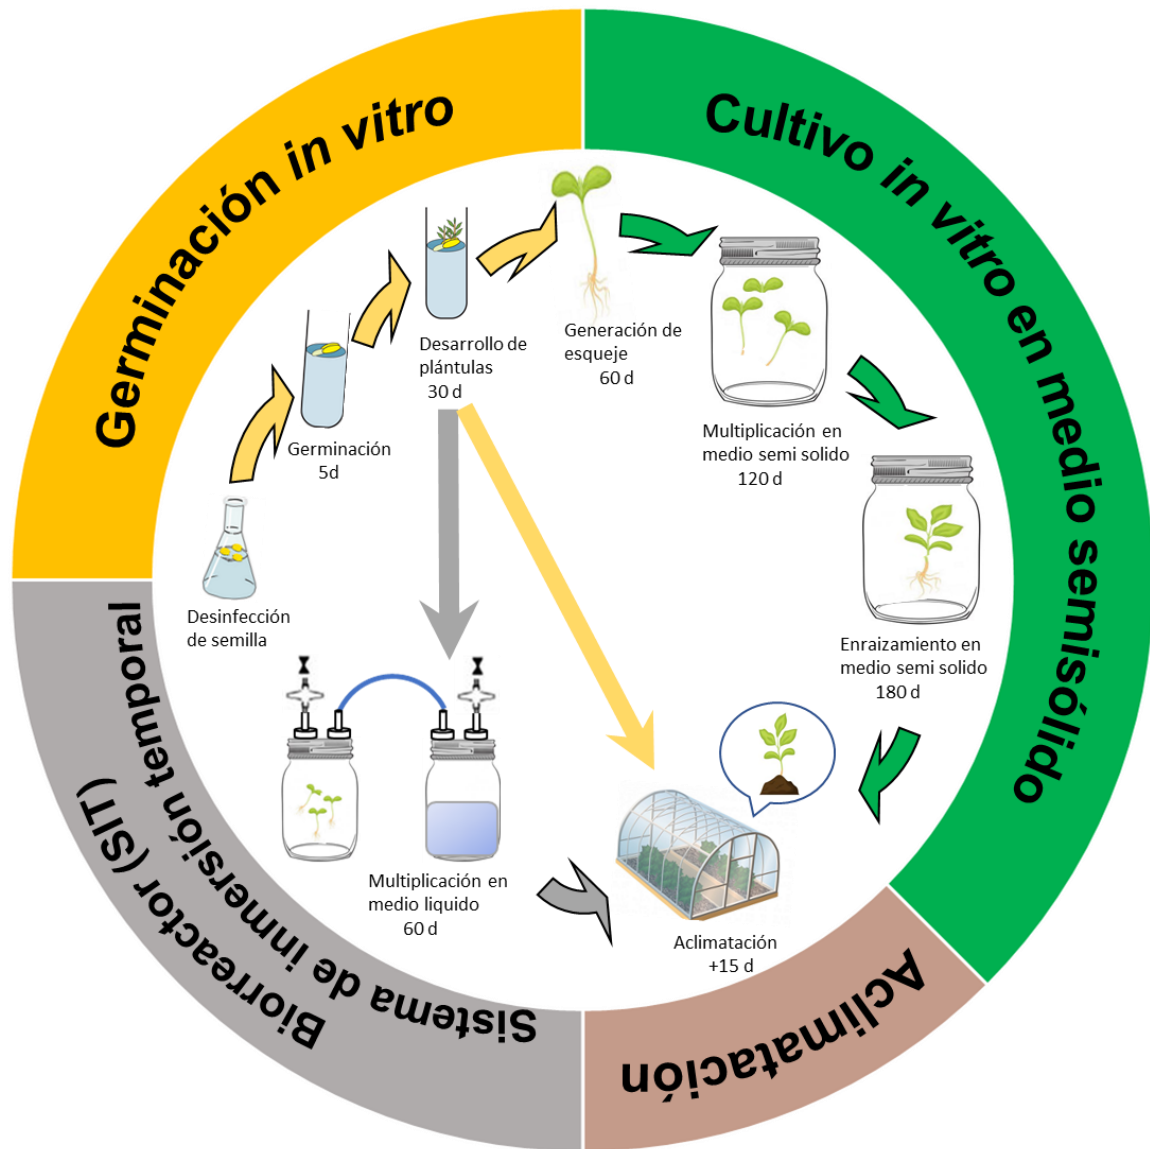 Germinación in vitro
Cultivo in vitro en medio semisólido
Desinfección
de semilla
Germinación
5d
Desarrollo de
plántulas
30 d
Generación de
esqueje
60 d
Multiplicación en
medio semi solido
120 d
Enraizamiento en
medio semi solido
180 d
Multiplicación en
medio liquido
60 d
Aclimatación
+15 d
Aclimatación
Sistema de inmersión temporal
Biorreactor (SIT)